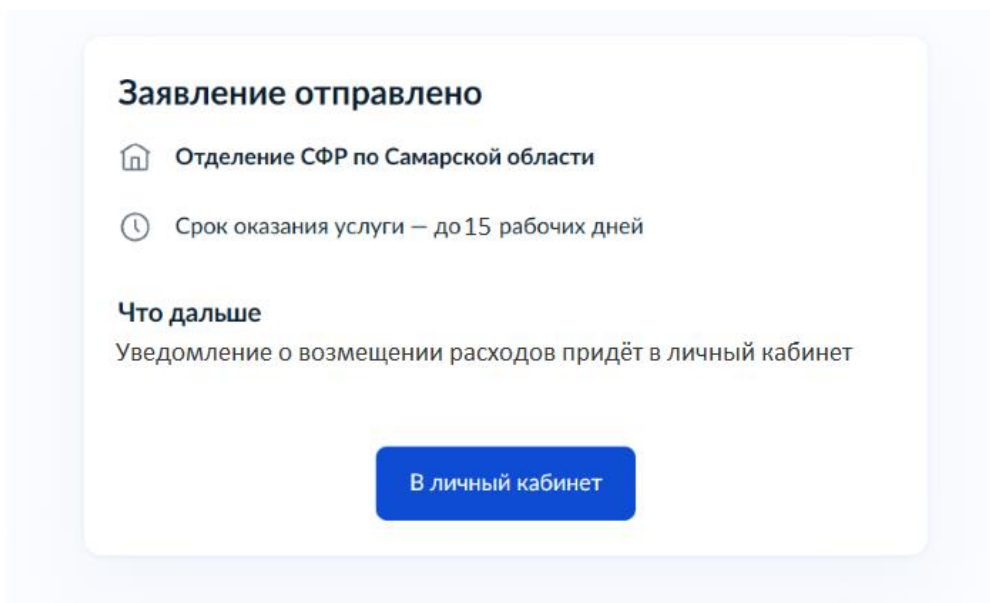 Заявление отправлено
Отделение СФР по Самарской области
Срок оказания услуги — до 15 рабочих дней
Что дальше
Уведомление о возмещении расходов придёт в личный кабинет
В личный кабинет